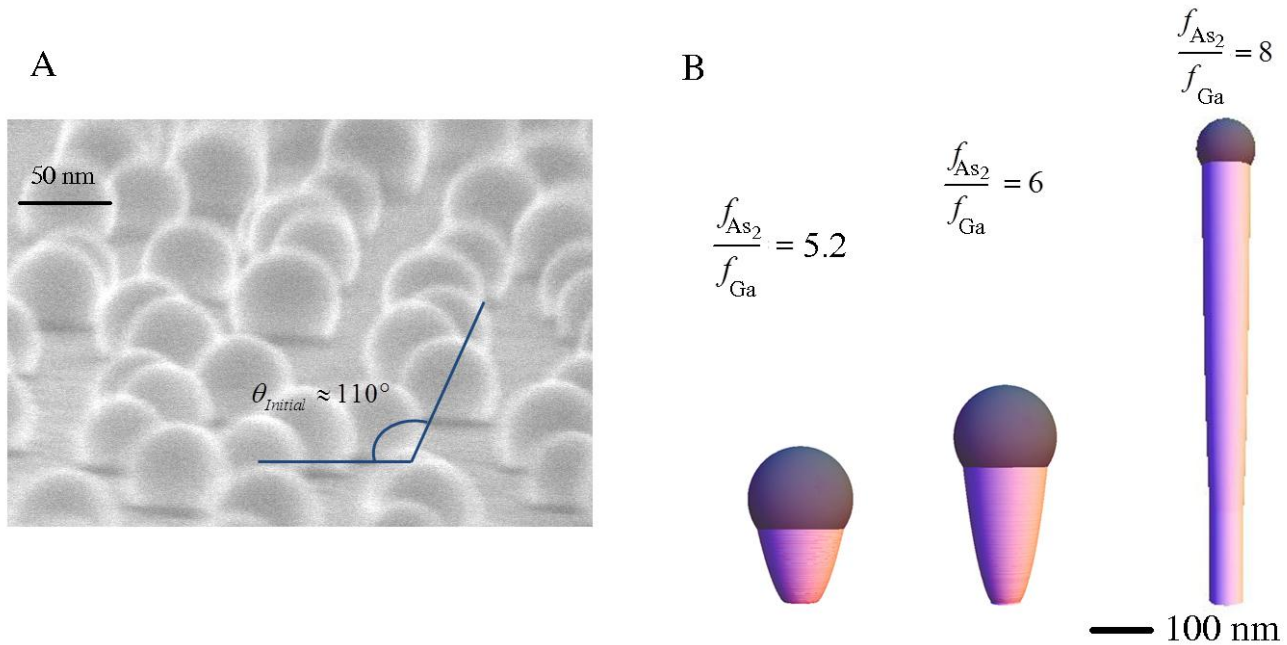 A
50 nm
θInitial ≈ 110°
B
fAs2/fGa = 5.2
fAs2/fGa = 6
fAs2/fGa = 8
100 nm